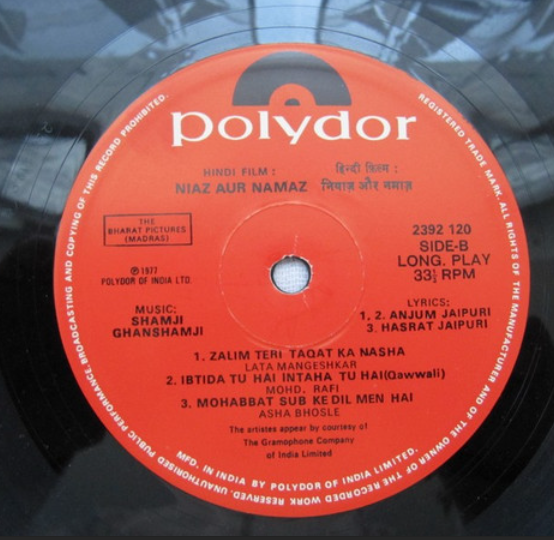 polydor
HINDI FILM :
NIAZ AUR NAMAZ
हिन्दी फ़िल्म :
नियाज़ और नमाज़
THE
BHARAT PICTURES
(MADRAS)
℗ 1977
POLYDOR OF INDIA LTD.
2392 120
SIDE-B
LONG. PLAY
33⅓ RPM
MUSIC:
SHAMJI
GHANSHAMJI
LYRICS:
1. 2. ANJUM JAIPURI
3. HASRAT JAIPURI
1. ZALIM TERI TAQAT KA NASHA
LATA MANGESHKAR
2. IBTIDA TU HAI INTAHA TU HAI(Qawwali)
MOHD. RAFI
3. MOHABBAT SUB KE DIL MEN HAI
ASHA BHOSLE
The artistes appear by courtesy of
The Gramophone Company
of India Limited
MFD. IN INDIA BY POLYDOR OF INDIA LIMITED.
REGISTERED TRADE MARK. ALL RIGHTS OF THE MANUFACTURER AND OF THE OWNER OF THE RECORDED WORK RESERVED. UNAUTHORISED PUBLIC PERFORMANCE, BROADCASTING AND COPYING OF THIS RECORD PROHIBITED.